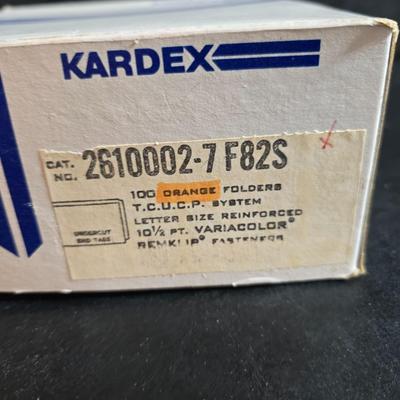 KARDEX
CAT. NO. 2610002-7 F82S
100 ORANGE FOLDERS
T.C.U.C.P. SYSTEM
LETTER SIZE REINFORCED
10½ PT. VARIACOLOR®
UNDERCUT
END TABS
REMKLIP® FASTENERS